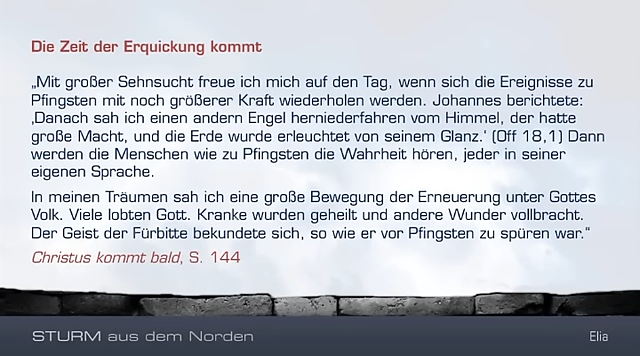 Die Zeit der Erquickung kommt
„Mit großer Sehnsucht freue ich mich auf den Tag, wenn sich die Ereignisse zu
Pfingsten mit noch größerer Kraft wiederholen werden. Johannes berichtete:
‚Danach sah ich einen andern Engel herniederfahren vom Himmel, der hatte
große Macht, und die Erde wurde erleuchtet von seinem Glanz.‘ (Off 18,1) Dann
werden die Menschen wie zu Pfingsten die Wahrheit hören, jeder in seiner
eigenen Sprache.
In meinen Träumen sah ich eine große Bewegung der Erneuerung unter Gottes
Volk. Viele lobten Gott. Kranke wurden geheilt und andere Wunder vollbracht.
Der Geist der Fürbitte bekundete sich, so wie er vor Pfingsten zu spüren war.“
Christus kommt bald, S. 144
STURM aus dem Norden
Elia